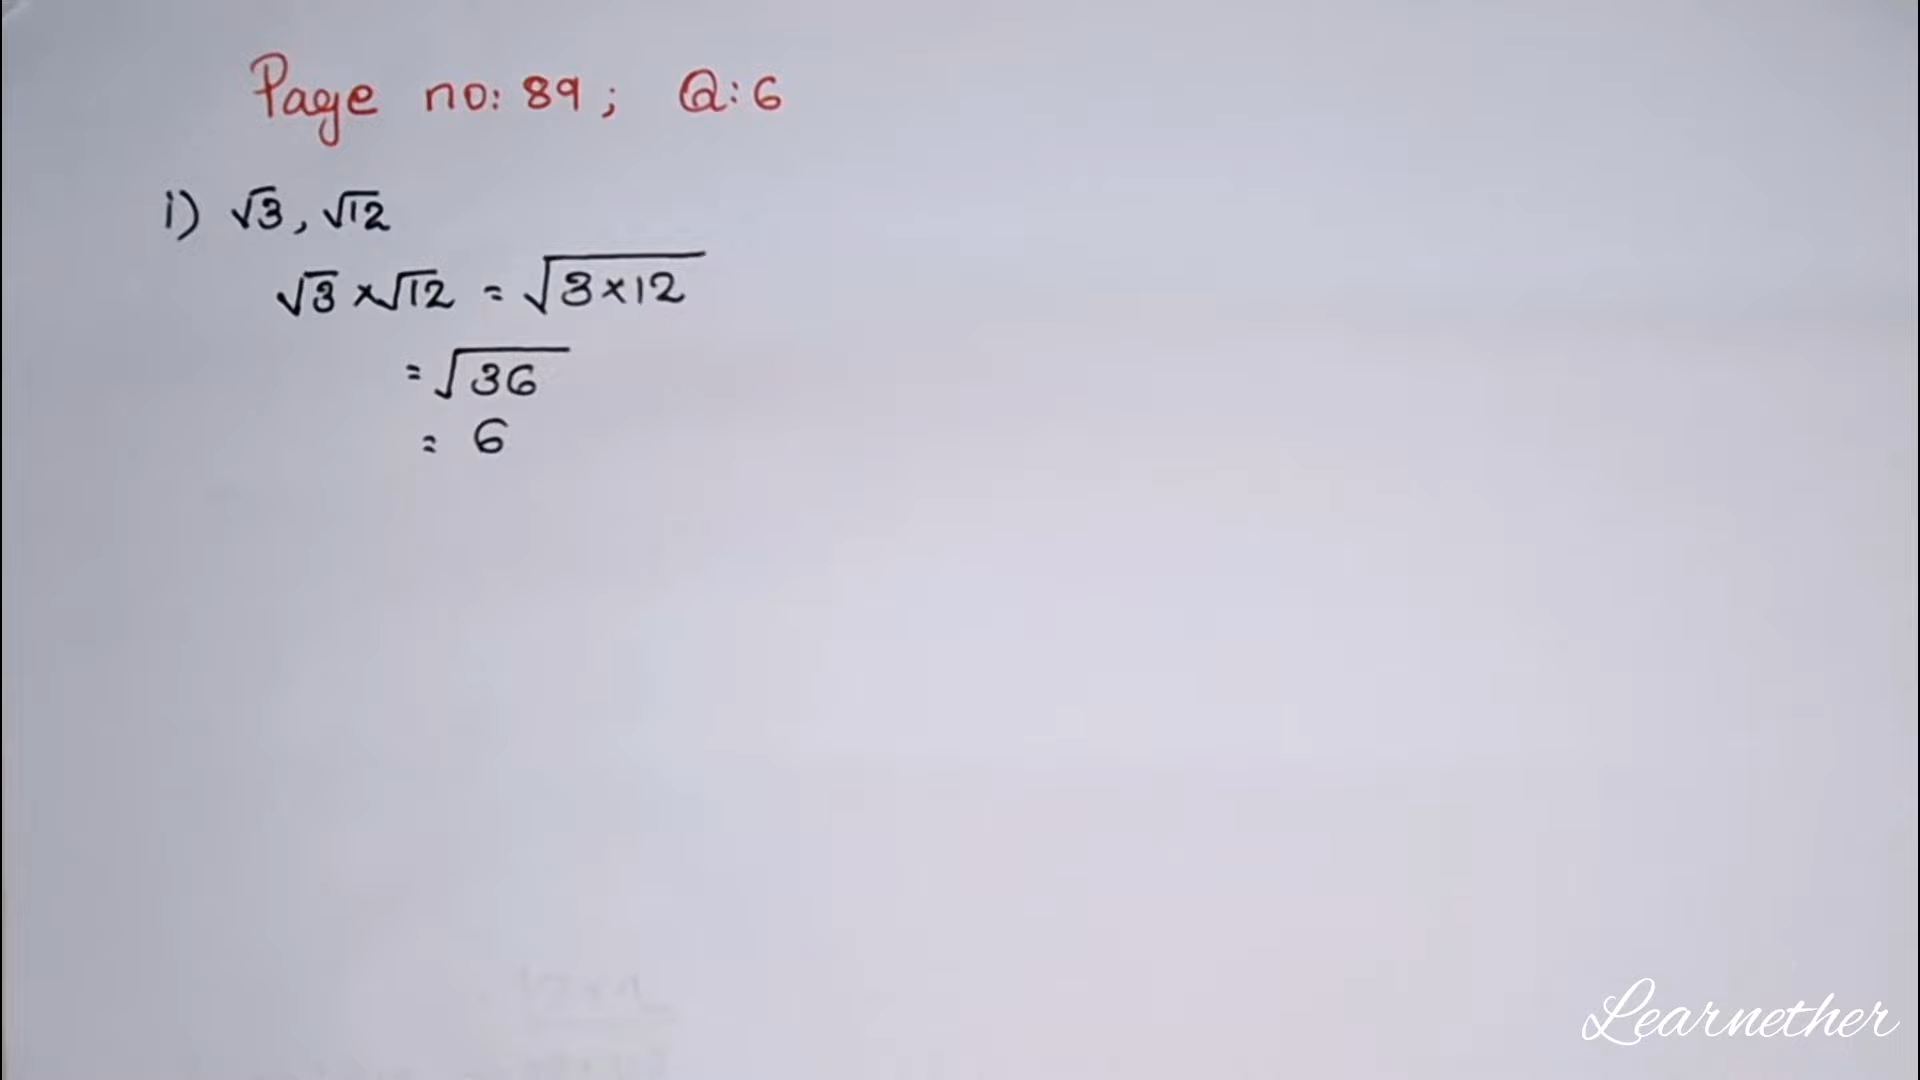 Page no: 89; Q: 6
i) √3, √12
√3 × √12 = √3×12
= √36
= 6
Learnether